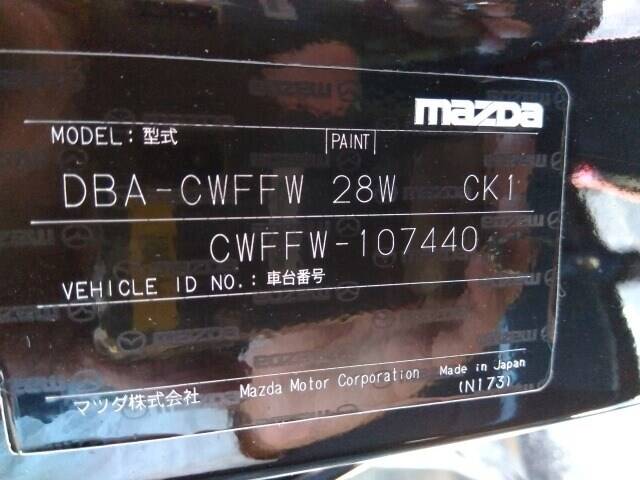 mazda
MODEL: 型式 PAINT
DBA-CWFFW 28W CK1
CWFFW-107440
VEHICLE ID NO.: 車台番号
マツダ株式会社 Mazda Motor Corporation Made in Japan
(N173)